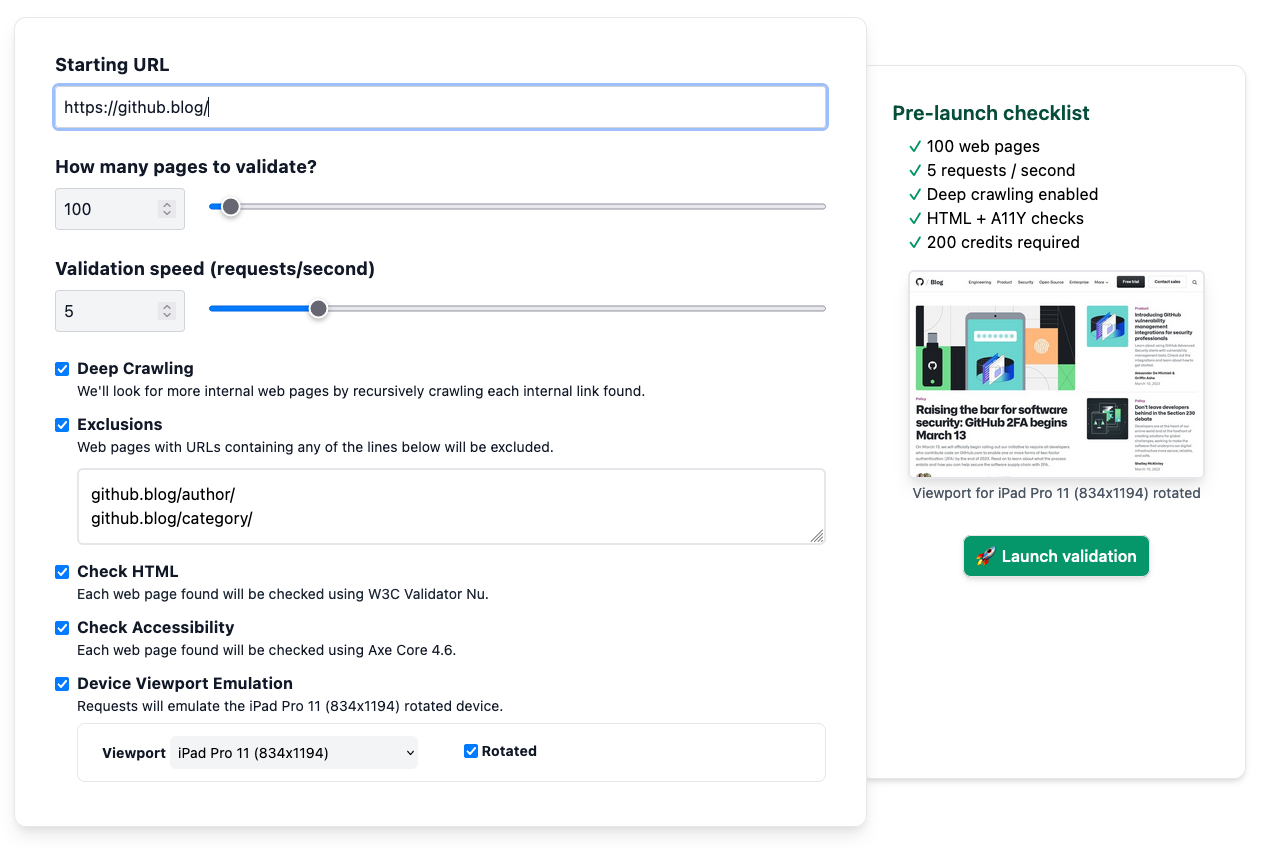 Starting URL
https://github.blog/
How many pages to validate?
100
Validation speed (requests/second)
5
Deep Crawling
We'll look for more internal web pages by recursively crawling each internal link found.
Exclusions
Web pages with URLs containing any of the lines below will be excluded.
github.blog/author/
github.blog/category/
Check HTML
Each web page found will be checked using W3C Validator Nu.
Check Accessibility
Each web page found will be checked using Axe Core 4.6.
Device Viewport Emulation
Requests will emulate the iPad Pro 11 (834x1194) rotated device.
Viewport iPad Pro 11 (834x1194) Rotated
Pre-launch checklist
100 web pages
5 requests / second
Deep crawling enabled
HTML + A11Y checks
200 credits required
/ Blog Engineering Product Security Open Source Enterprise More Free trial Contact sales
Policy
Raising the bar for software
security: GitHub 2FA begins
March 13
Product
Introducing GitHub
vulnerability
management
integrations for security
professionals
Policy
Don't leave developers
behind in the Section 230
debate
Viewport for iPad Pro 11 (834x1194) rotated
🚀 Launch validation